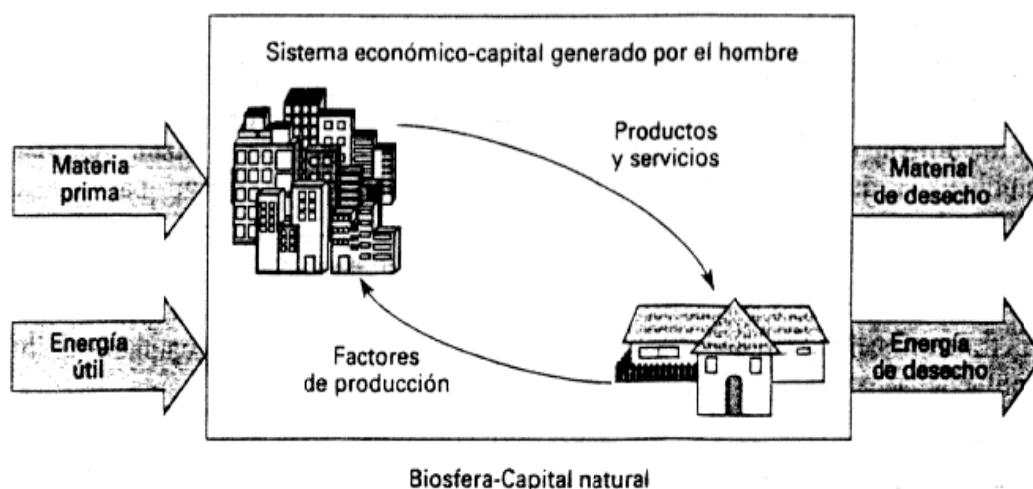 Sistema económico-capital generado por el hombre
Productos
y servicios
Materia
prima
Material
de desecho
Energía
útil
Factores
de producción
Energía
de desecho
Biosfera-Capital natural